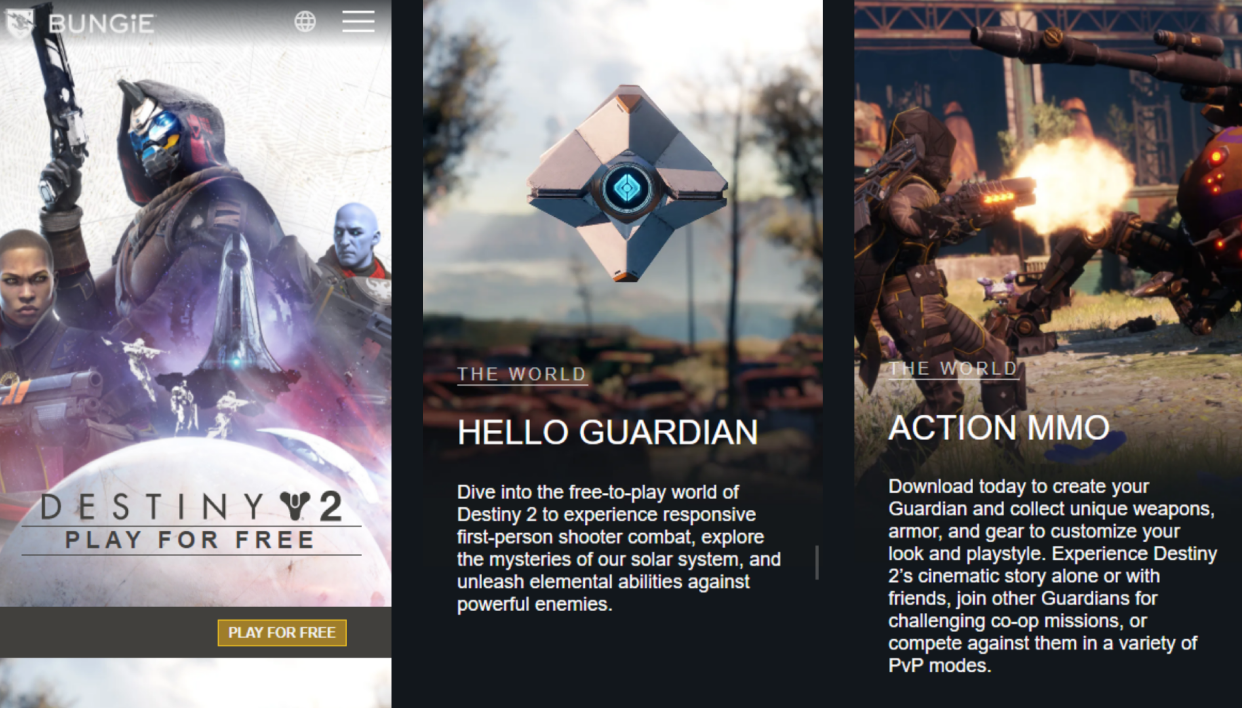 BUNGiE
DESTINY 2
PLAY FOR FREE
PLAY FOR FREE
THE WORLD
HELLO GUARDIAN
Dive into the free-to-play world of
Destiny 2 to experience responsive
first-person shooter combat, explore
the mysteries of our solar system, and
unleash elemental abilities against
powerful enemies.
THE WORLD
ACTION MMO
Download today to create your
Guardian and collect unique weapons,
armor, and gear to customize your
look and playstyle. Experience Destiny
2's cinematic story alone or with
friends, join other Guardians for
challenging co-op missions, or
compete against them in a variety of
PvP modes.